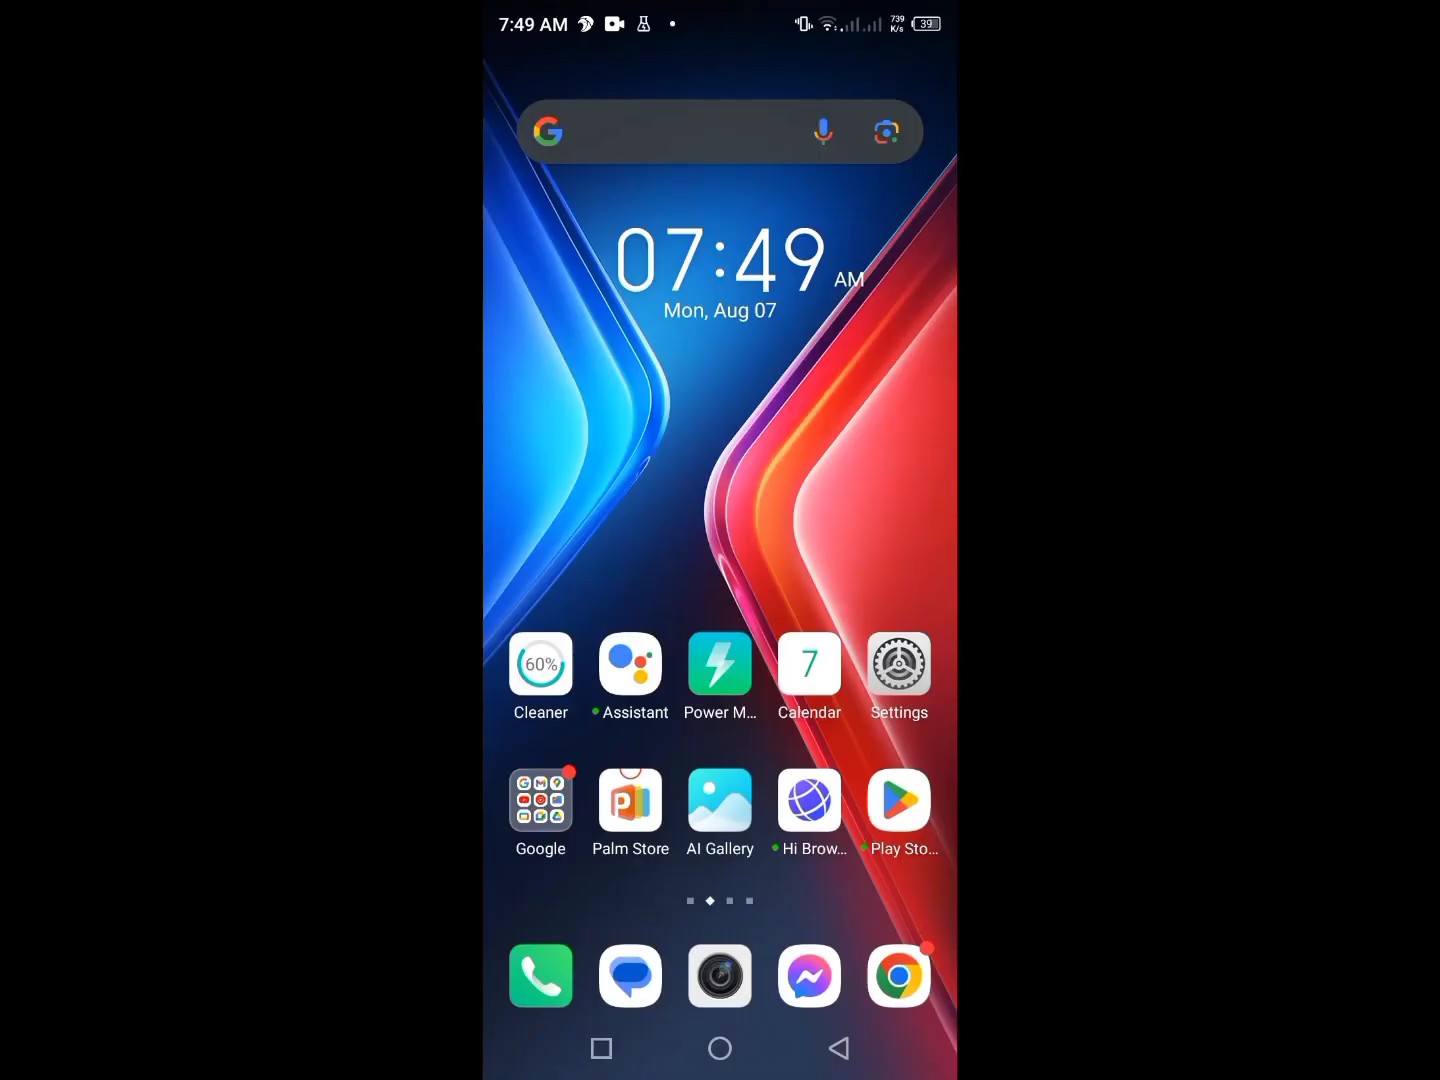 7:49 AM
739
K/s
39
07:49 AM
Mon, Aug 07
60%
7
Cleaner
Assistant
Power M...
Calendar
Settings
P
Google
Palm Store
AI Gallery
Hi Brow...
Play Sto...